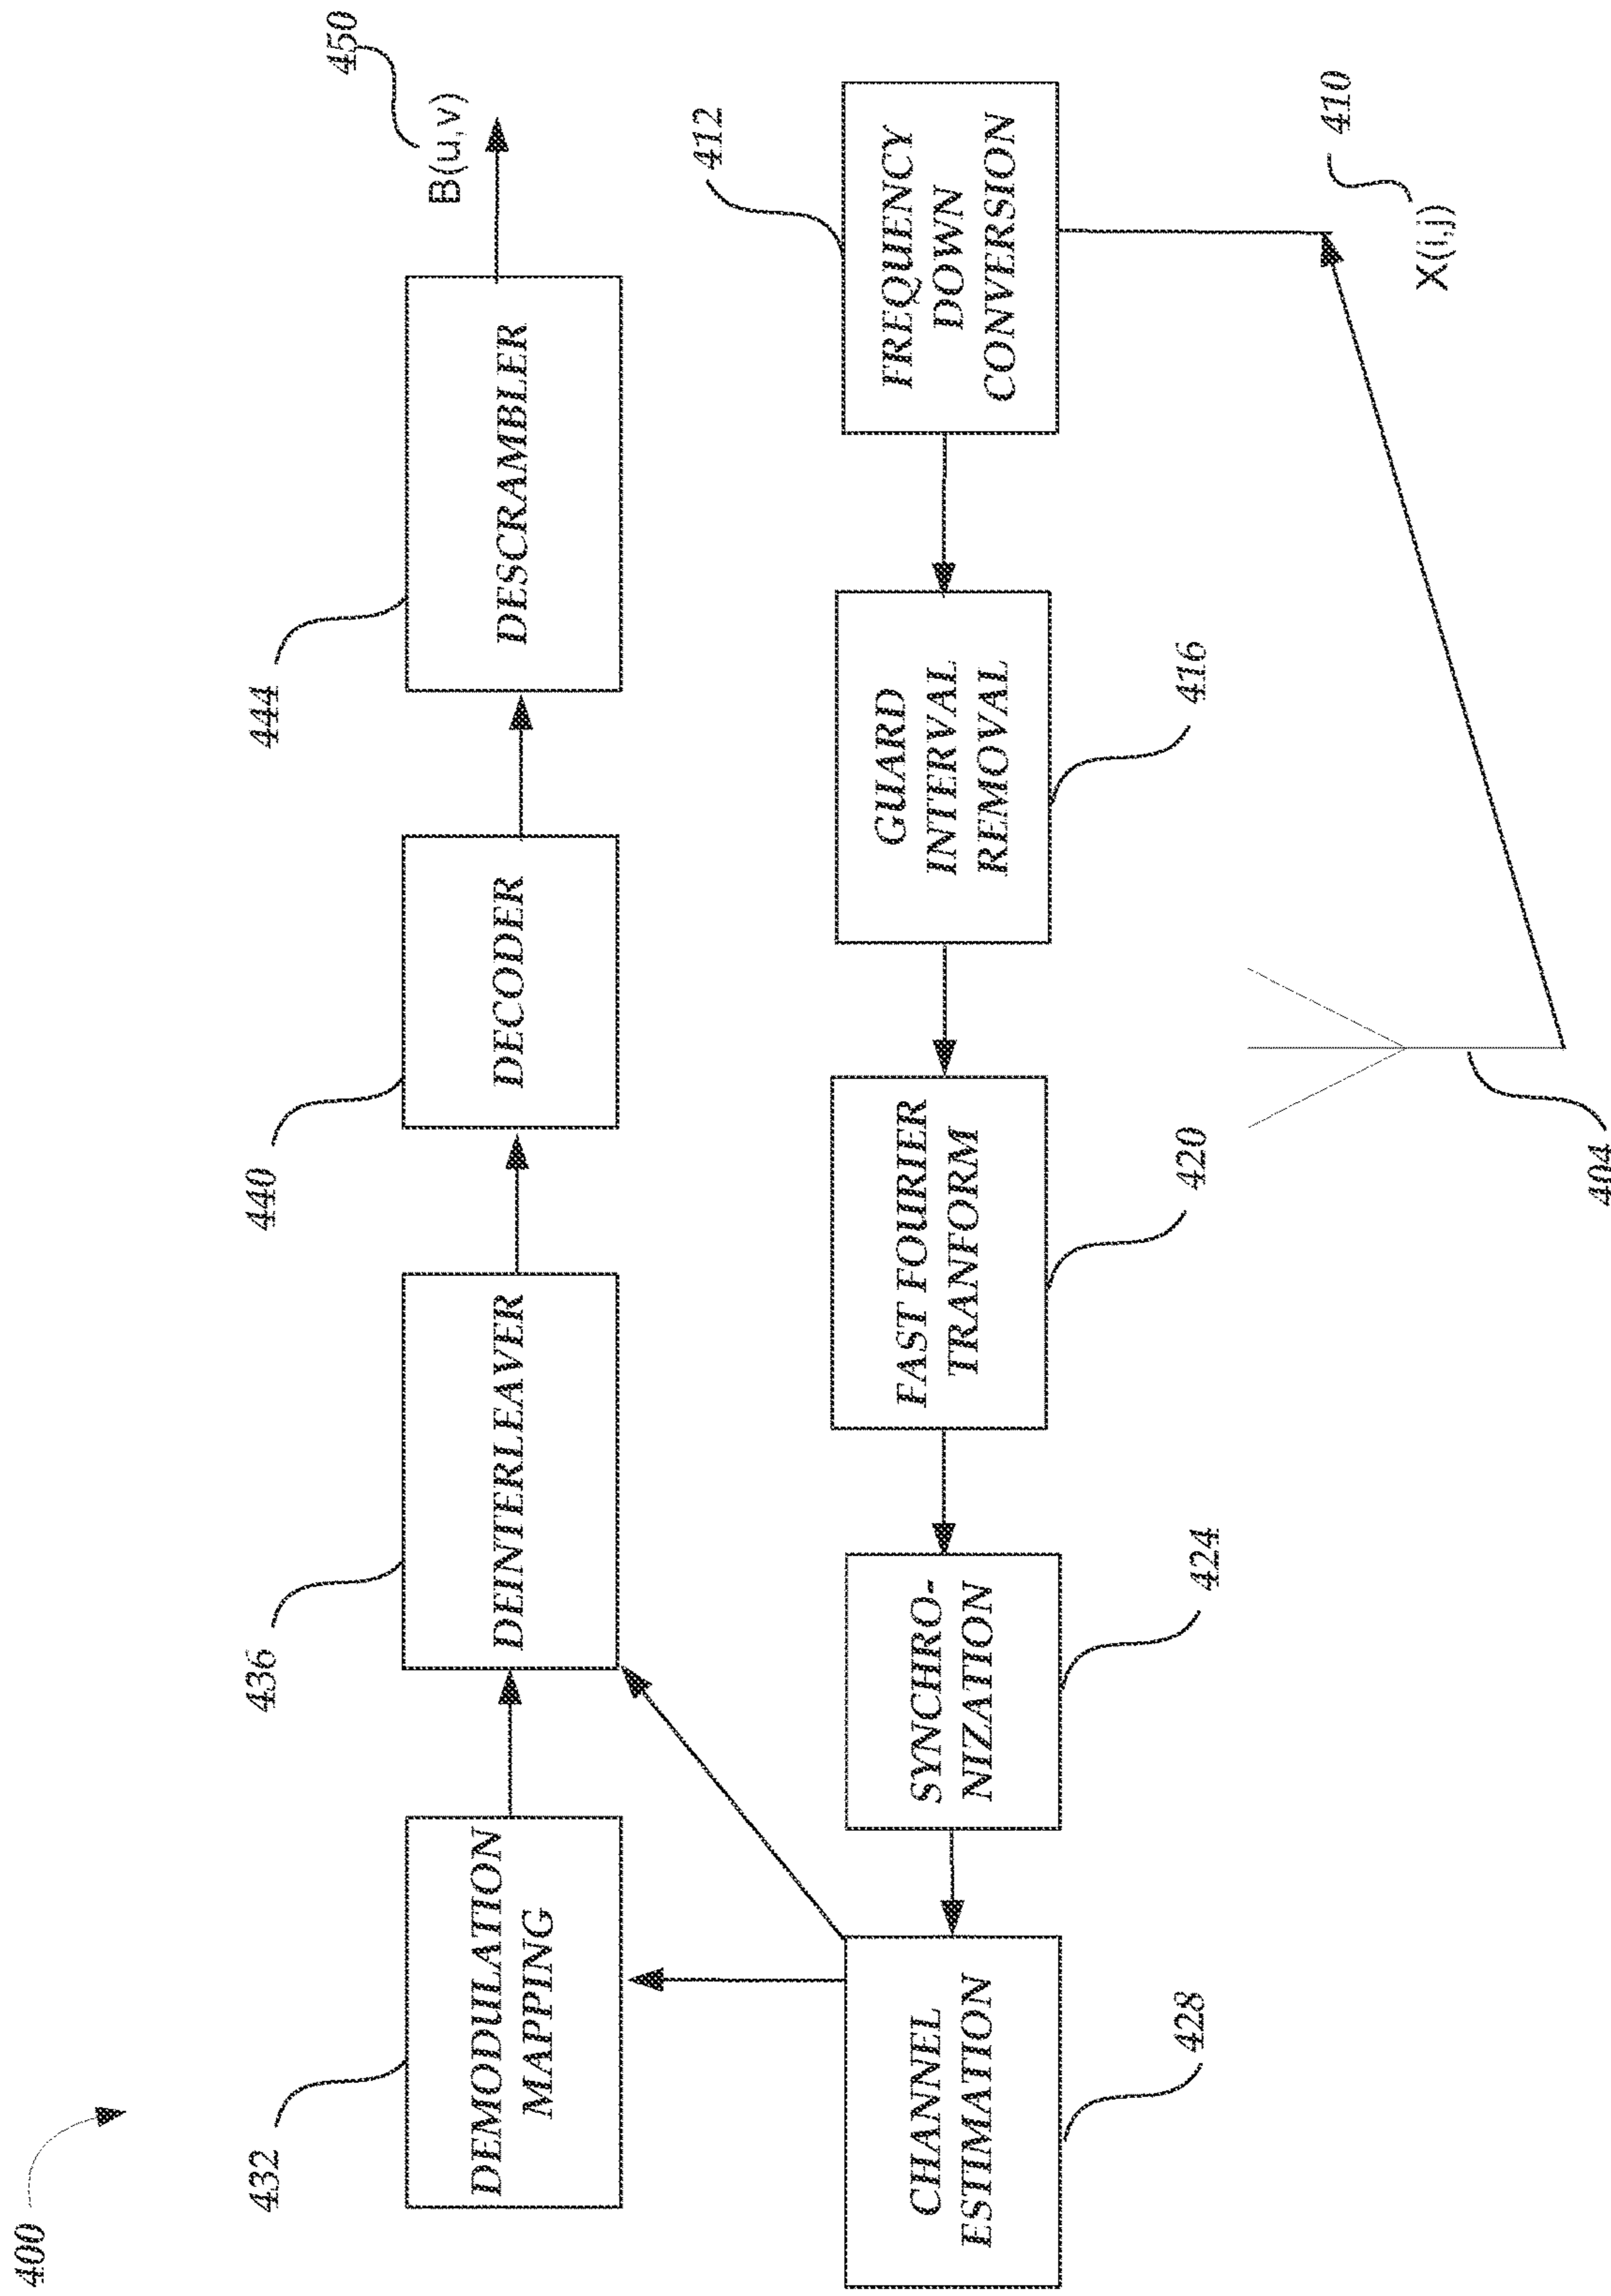 400
432
DEMODULATION
MAPPING
436
DEINTERLEAVER
440
DECODER
444
DESCRAMBLER
450
B(u,v)
CHANNEL
ESTIMATION
428
SYNCHRO-
NIZATION
424
FAST FOURIER
TRANFORM
420
GUARD
INTERVAL
REMOVAL
416
412
FREQUENCY
DOWN
CONVERSION
404
410
X(i,j)